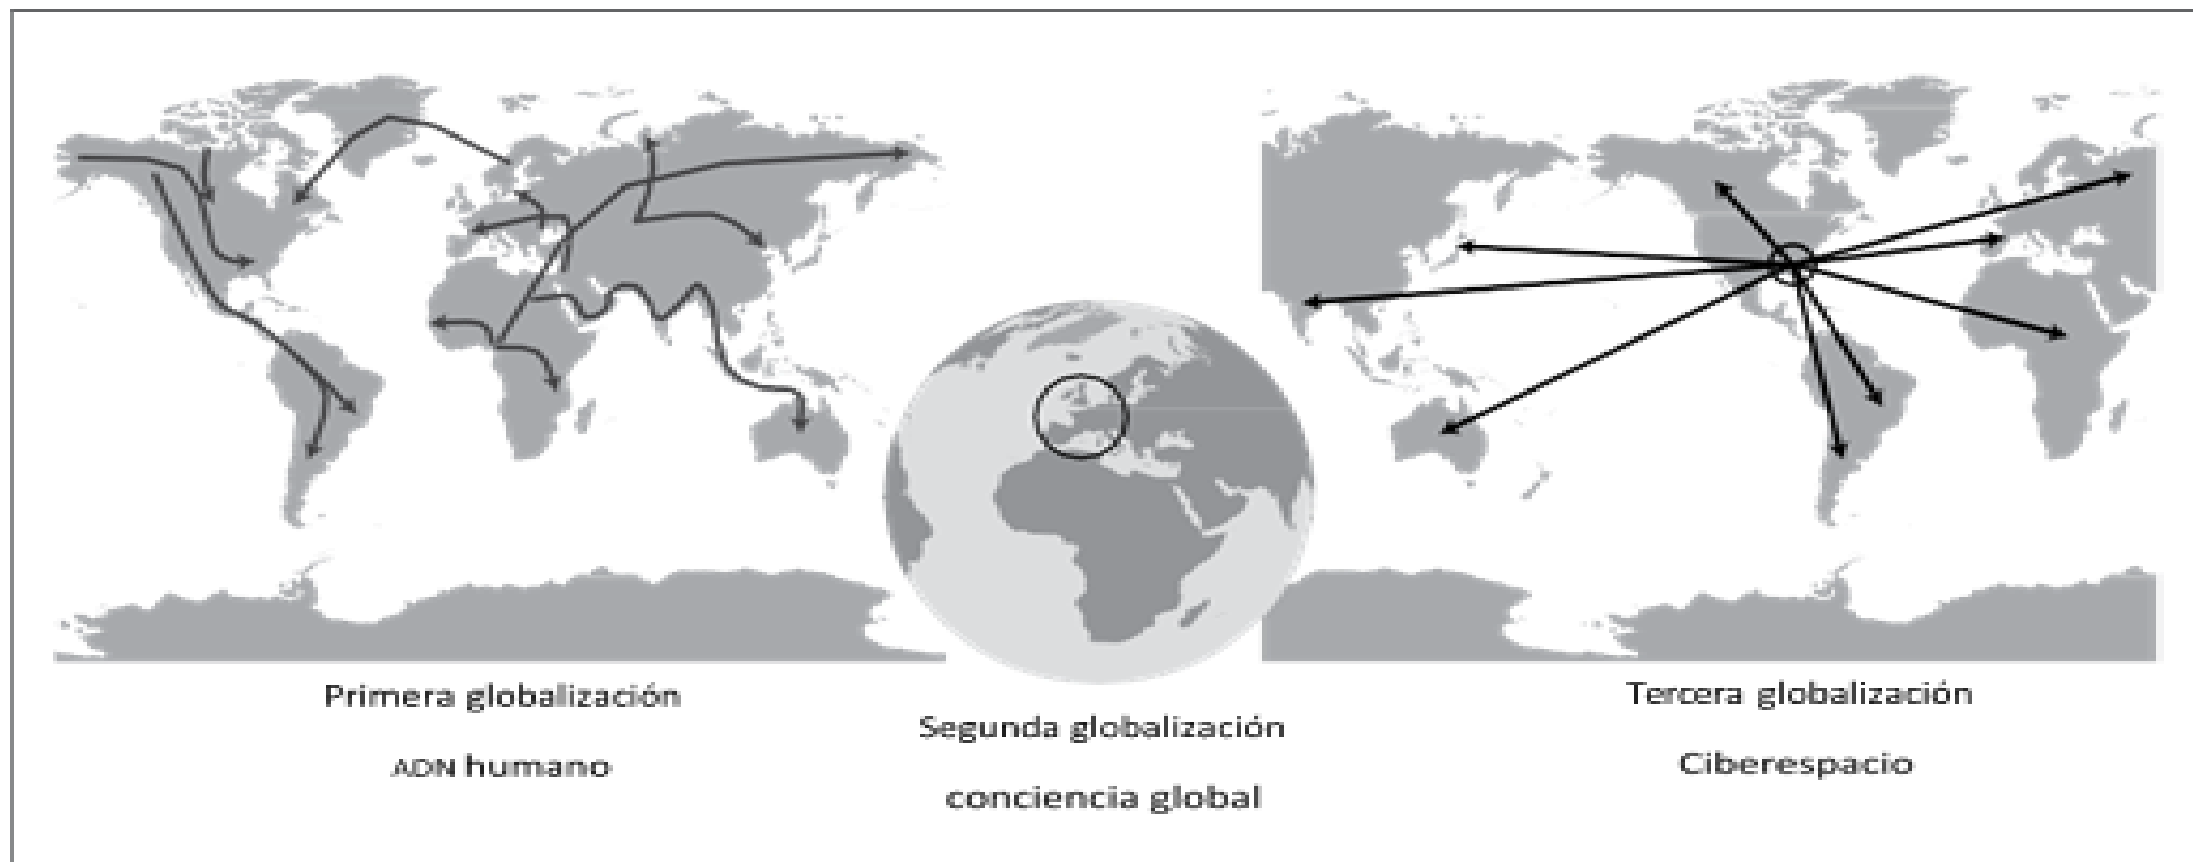 Primera globalización
ADN humano
Segunda globalización
conciencia global
Tercera globalización
Ciberespacio